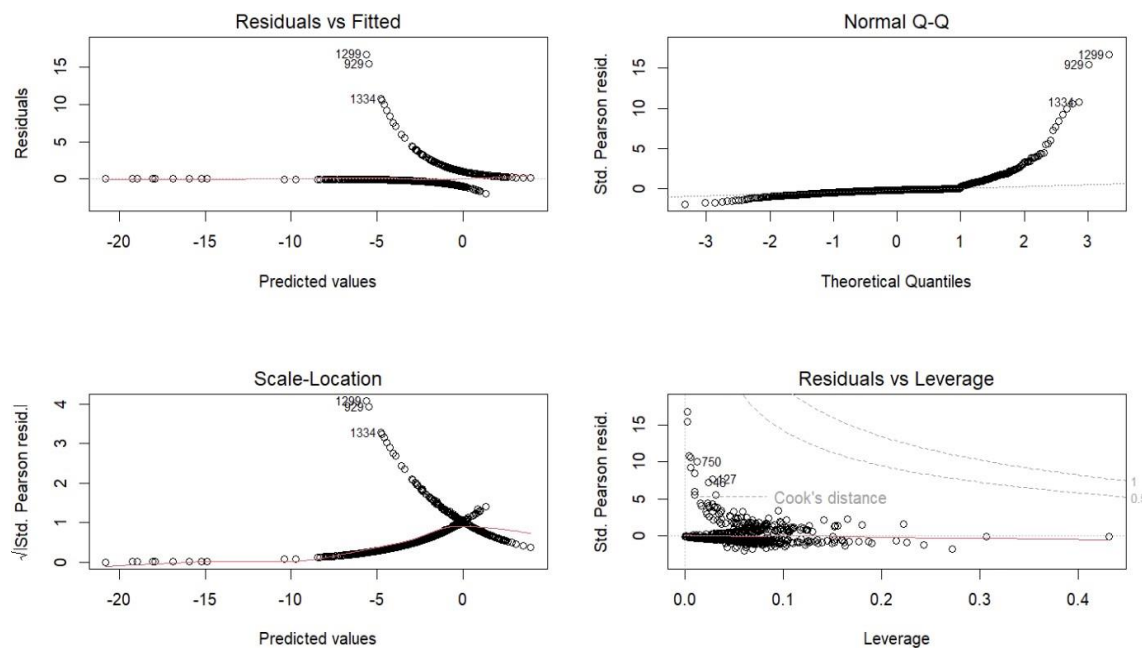 Residuals vs Fitted
Residuals
15
10
5
0
1299
929
1334
-20 -15 -10 -5 0
Predicted values
Normal Q-Q
Std. Pearson resid.
15
10
5
0
1299
929
1334
-3 -2 -1 0 1 2 3
Theoretical Quantiles
Scale-Location
√|Std. Pearson resid.|
4
3
2
1
0
1299
929
1334
-20 -15 -10 -5 0
Predicted values
Residuals vs Leverage
Std. Pearson resid.
15
10
5
0
750
127
Cook's distance
1
0.5
0.0 0.1 0.2 0.3 0.4
Leverage